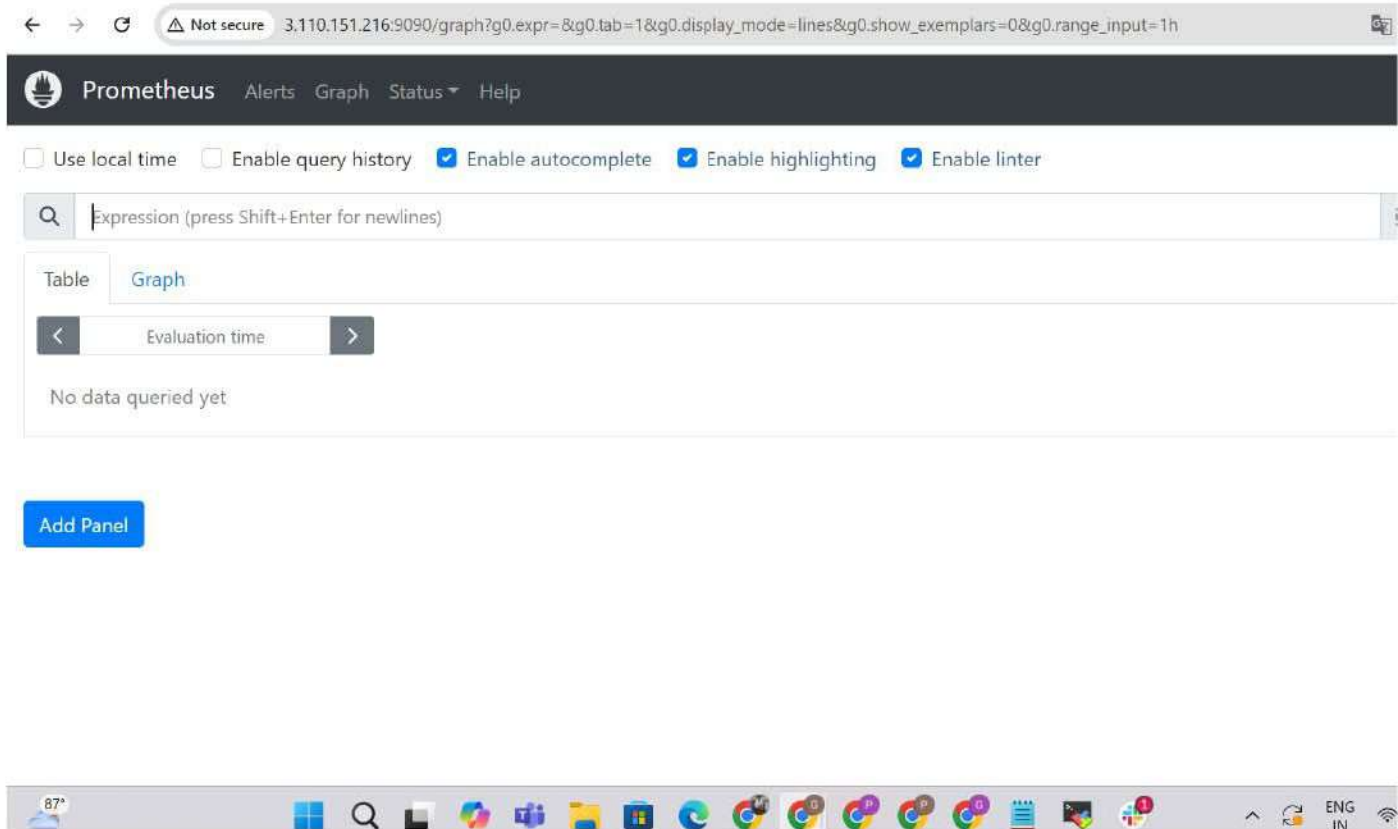 Not secure 3.110.151.216:9090/graph?g0.expr=&g0.tab=1&g0.display_mode=lines&g0.show_exemplars=0&g0.range_input=1h
Prometheus Alerts Graph Status Help
Use local time Enable query history Enable autocomplete Enable highlighting Enable linter
Expression (press Shift+Enter for newlines)
Table Graph
Evaluation time
No data queried yet
Add Panel
87°
ENG
IN